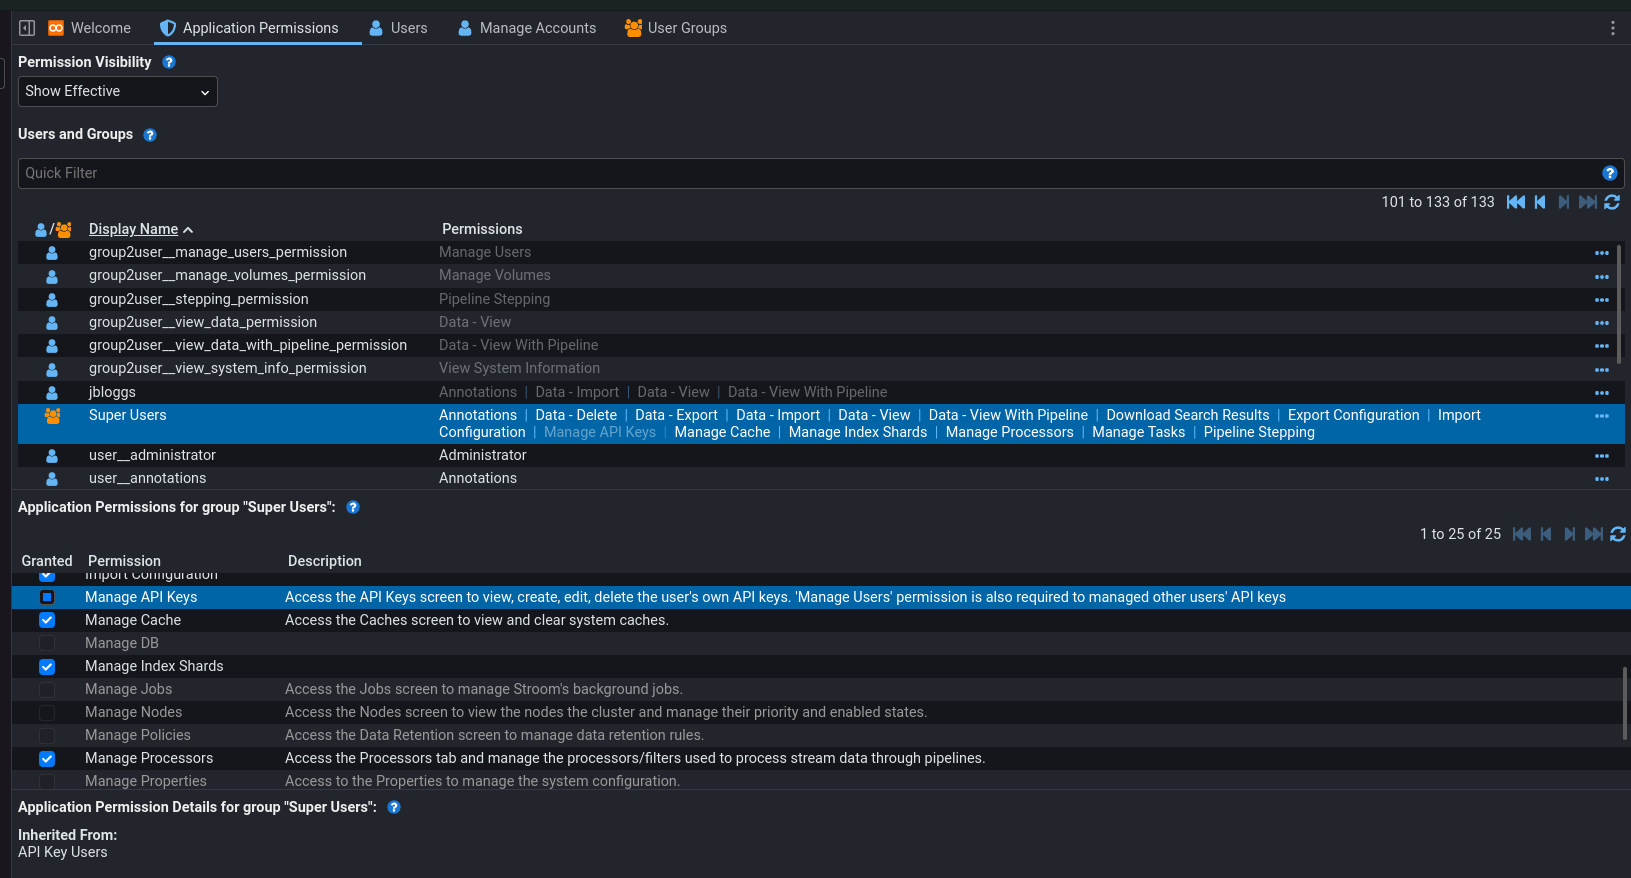 Welcome Application Permissions Users Manage Accounts User Groups
Permission Visibility ?
Show Effective
Users and Groups ?
Quick Filter ?
101 to 133 of 133
/ Display Name Permissions
group2user__manage_users_permission Manage Users
group2user__manage_volumes_permission Manage Volumes
group2user__stepping_permission Pipeline Stepping
group2user__view_data_permission Data - View
group2user__view_data_with_pipeline_permission Data - View With Pipeline
group2user__view_system_info_permission View System Information
jbloggs Annotations | Data - Import | Data - View | Data - View With Pipeline
Super Users Annotations | Data - Delete | Data - Export | Data - Import | Data - View | Data - View With Pipeline | Download Search Results | Export Configuration | Import
Configuration | Manage API Keys | Manage Cache | Manage Index Shards | Manage Processors | Manage Tasks | Pipeline Stepping
user__administrator Administrator
user__annotations Annotations
Application Permissions for group "Super Users": ?
1 to 25 of 25
Granted Permission Description
Import Configuration
Manage API Keys Access the API Keys screen to view, create, edit, delete the user's own API keys. 'Manage Users' permission is also required to managed other users' API keys
Manage Cache Access the Caches screen to view and clear system caches.
Manage DB
Manage Index Shards
Manage Jobs Access the Jobs screen to manage Stroom's background jobs.
Manage Nodes Access the Nodes screen to view the nodes the cluster and manage their priority and enabled states.
Manage Policies Access the Data Retention screen to manage data retention rules.
Manage Processors Access the Processors tab and manage the processors/filters used to process stream data through pipelines.
Manage Properties Access to the Properties to manage the system configuration.
Application Permission Details for group "Super Users": ?
Inherited From:
API Key Users